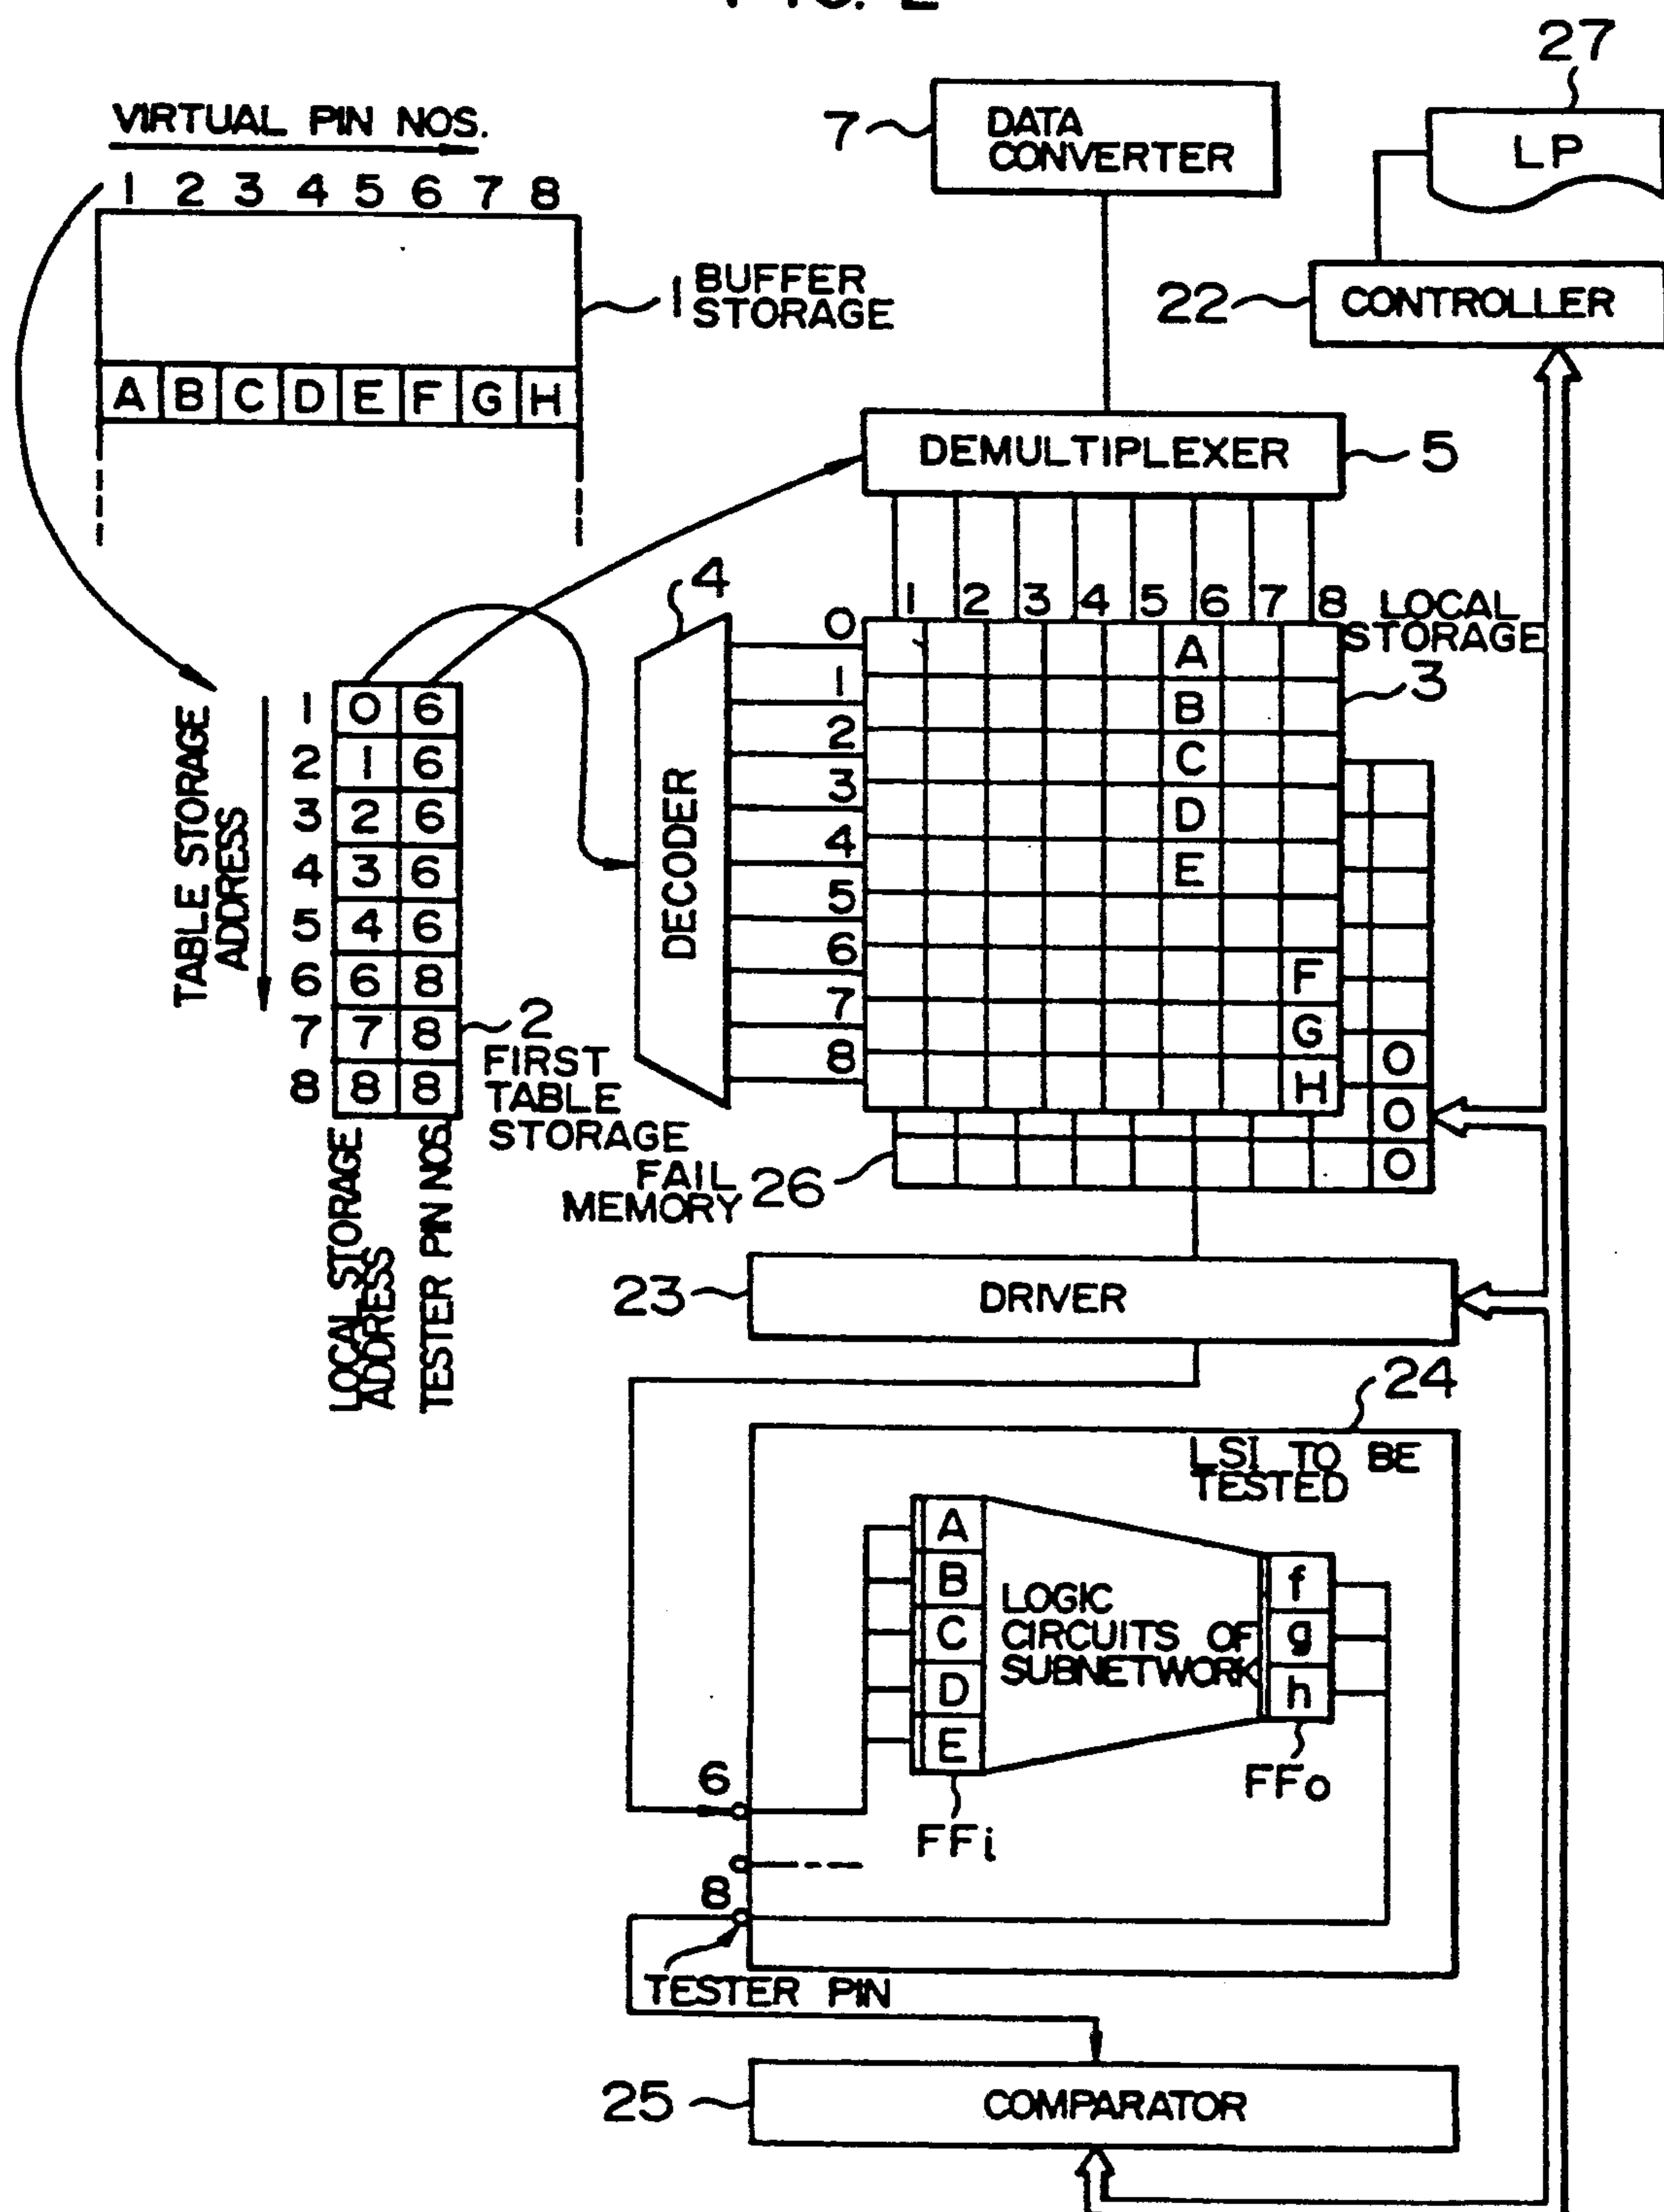 FIG. 2
27
VIRTUAL PIN NOS.
7
DATA
CONVERTER
LP
1 2 3 4 5 6 7 8
1 BUFFER
STORAGE
22
CONTROLLER
A B C D E F G H
DEMULTIPLEXER
5
4
1 2 3 4 5 6 7 8
LOCAL
STORAGE
3
0
1
2
3
4
5
6
7
8
A
B
C
D
E
F
G
H
DECODER
TABLE STORAGE
ADDRESS
1 0 6
2 1 6
3 2 6
4 3 6
5 4 6
6 6 8
7 7 8
8 8 8
2
FIRST
TABLE
STORAGE
LOCAL STORAGE
ADDRESS
TESTER PIN NOS.
O
O
O
FAIL
MEMORY 26
23
DRIVER
24
LSI TO BE
TESTED
A
B
C
D
E
LOGIC
CIRCUITS OF
SUBNETWORK
f
g
h
FFi
FFo
6
8
TESTER PIN
25
COMPARATOR